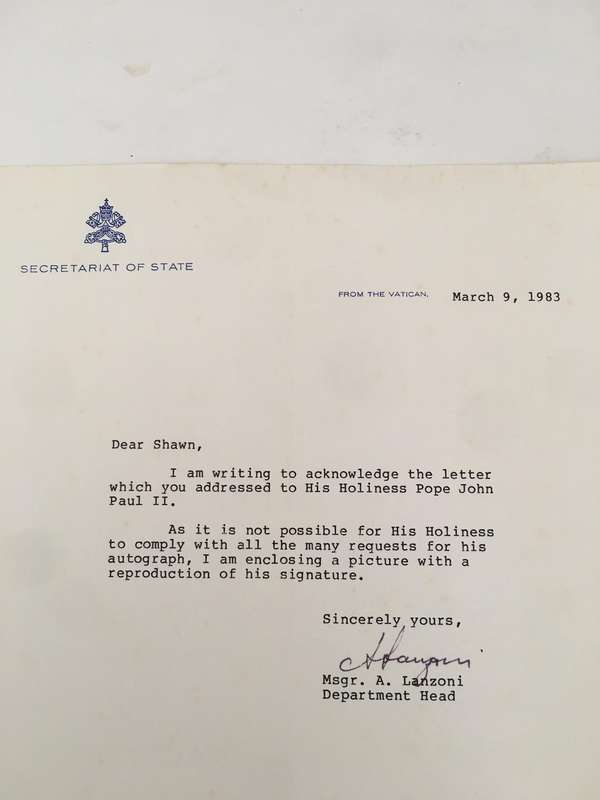 SECRETARIAT OF STATE
FROM THE VATICAN, March 9, 1983
Dear Shawn,
I am writing to acknowledge the letter
which you addressed to His Holiness Pope John
Paul II.
As it is not possible for His Holiness
to comply with all the many requests for his
autograph, I am enclosing a picture with a
reproduction of his signature.
Sincerely yours,
A Lanzoni
Msgr. A. Lanzoni
Department Head